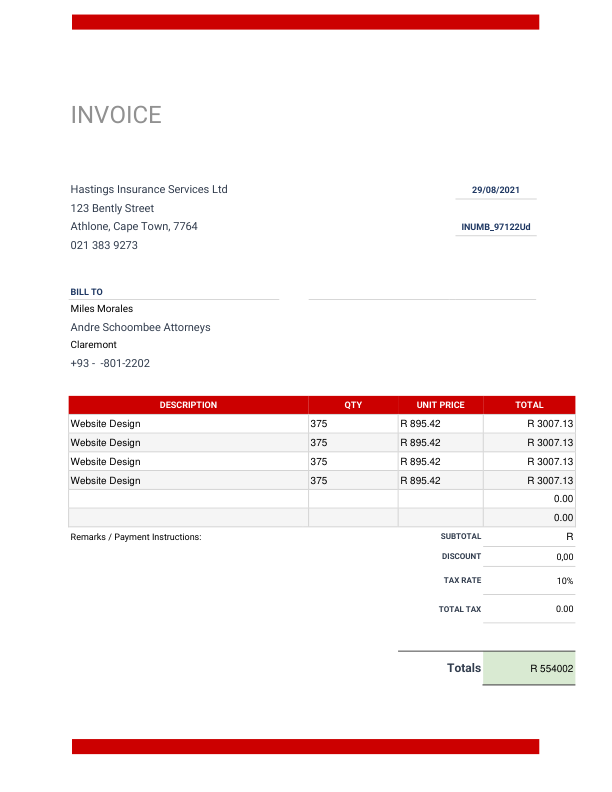 INVOICE
Hastings Insurance Services Ltd 29/08/2021
123 Bently Street
Athlone, Cape Town, 7764 INUMB_97122Ud
021 383 9273
BILL TO
Miles Morales
Andre Schoombee Attorneys
Claremont
+93 - -801-2202
DESCRIPTION QTY UNIT PRICE TOTAL
Website Design 375 R 895.42 R 3007.13
Website Design 375 R 895.42 R 3007.13
Website Design 375 R 895.42 R 3007.13
Website Design 375 R 895.42 R 3007.13
0.00
0.00
Remarks / Payment Instructions: SUBTOTAL R
DISCOUNT 0,00
TAX RATE 10%
TOTAL TAX 0.00
Totals R 554002